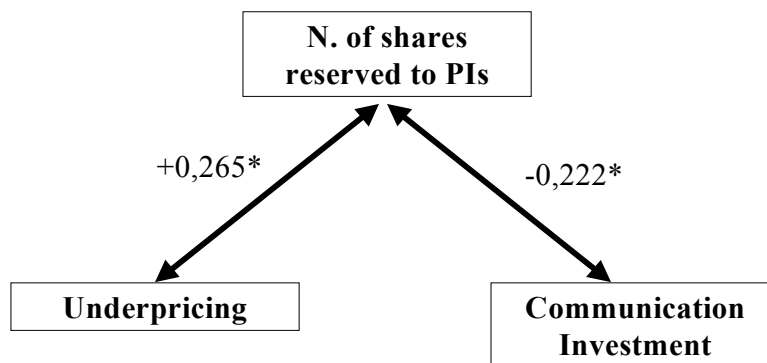 N. of shares
reserved to PIs
+0,265*
-0,222*
Underpricing
Communication
Investment